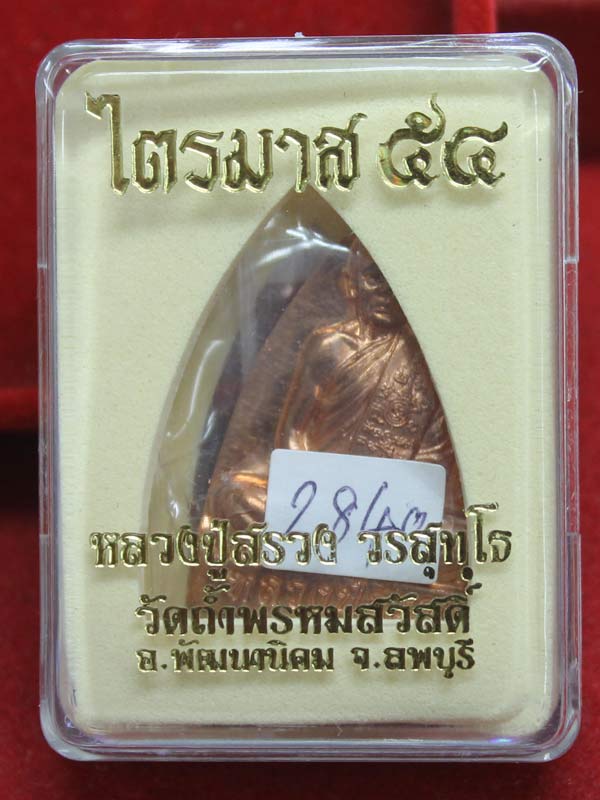 ไตรมาส ๕๔
หลวงปู่สรวง วรสุทฺโธ
วัดถ้ำพรหมสวัสดิ์
อ.พัฒนานิคม จ.ลพบุรี